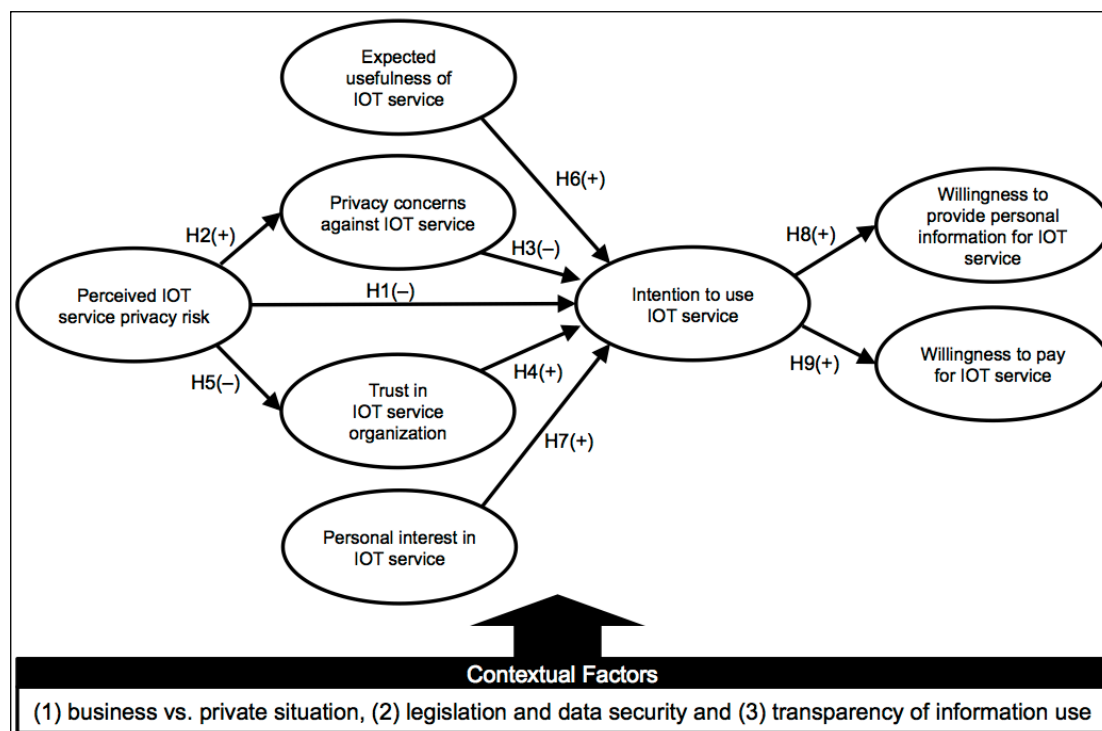 Expected
usefulness of
IOT service
H6(+)
Privacy concerns
against IOT service
H2(+)
H3(–)
Willingness to
provide personal
information for IOT
service
H8(+)
Perceived IOT
service privacy risk
H1(–)
Intention to use
IOT service
H5(–)
Trust in
IOT service
organization
H4(+)
H9(+)
Willingness to pay
for IOT service
H7(+)
Personal interest in
IOT service
Contextual Factors
(1) business vs. private situation, (2) legislation and data security and (3) transparency of information use